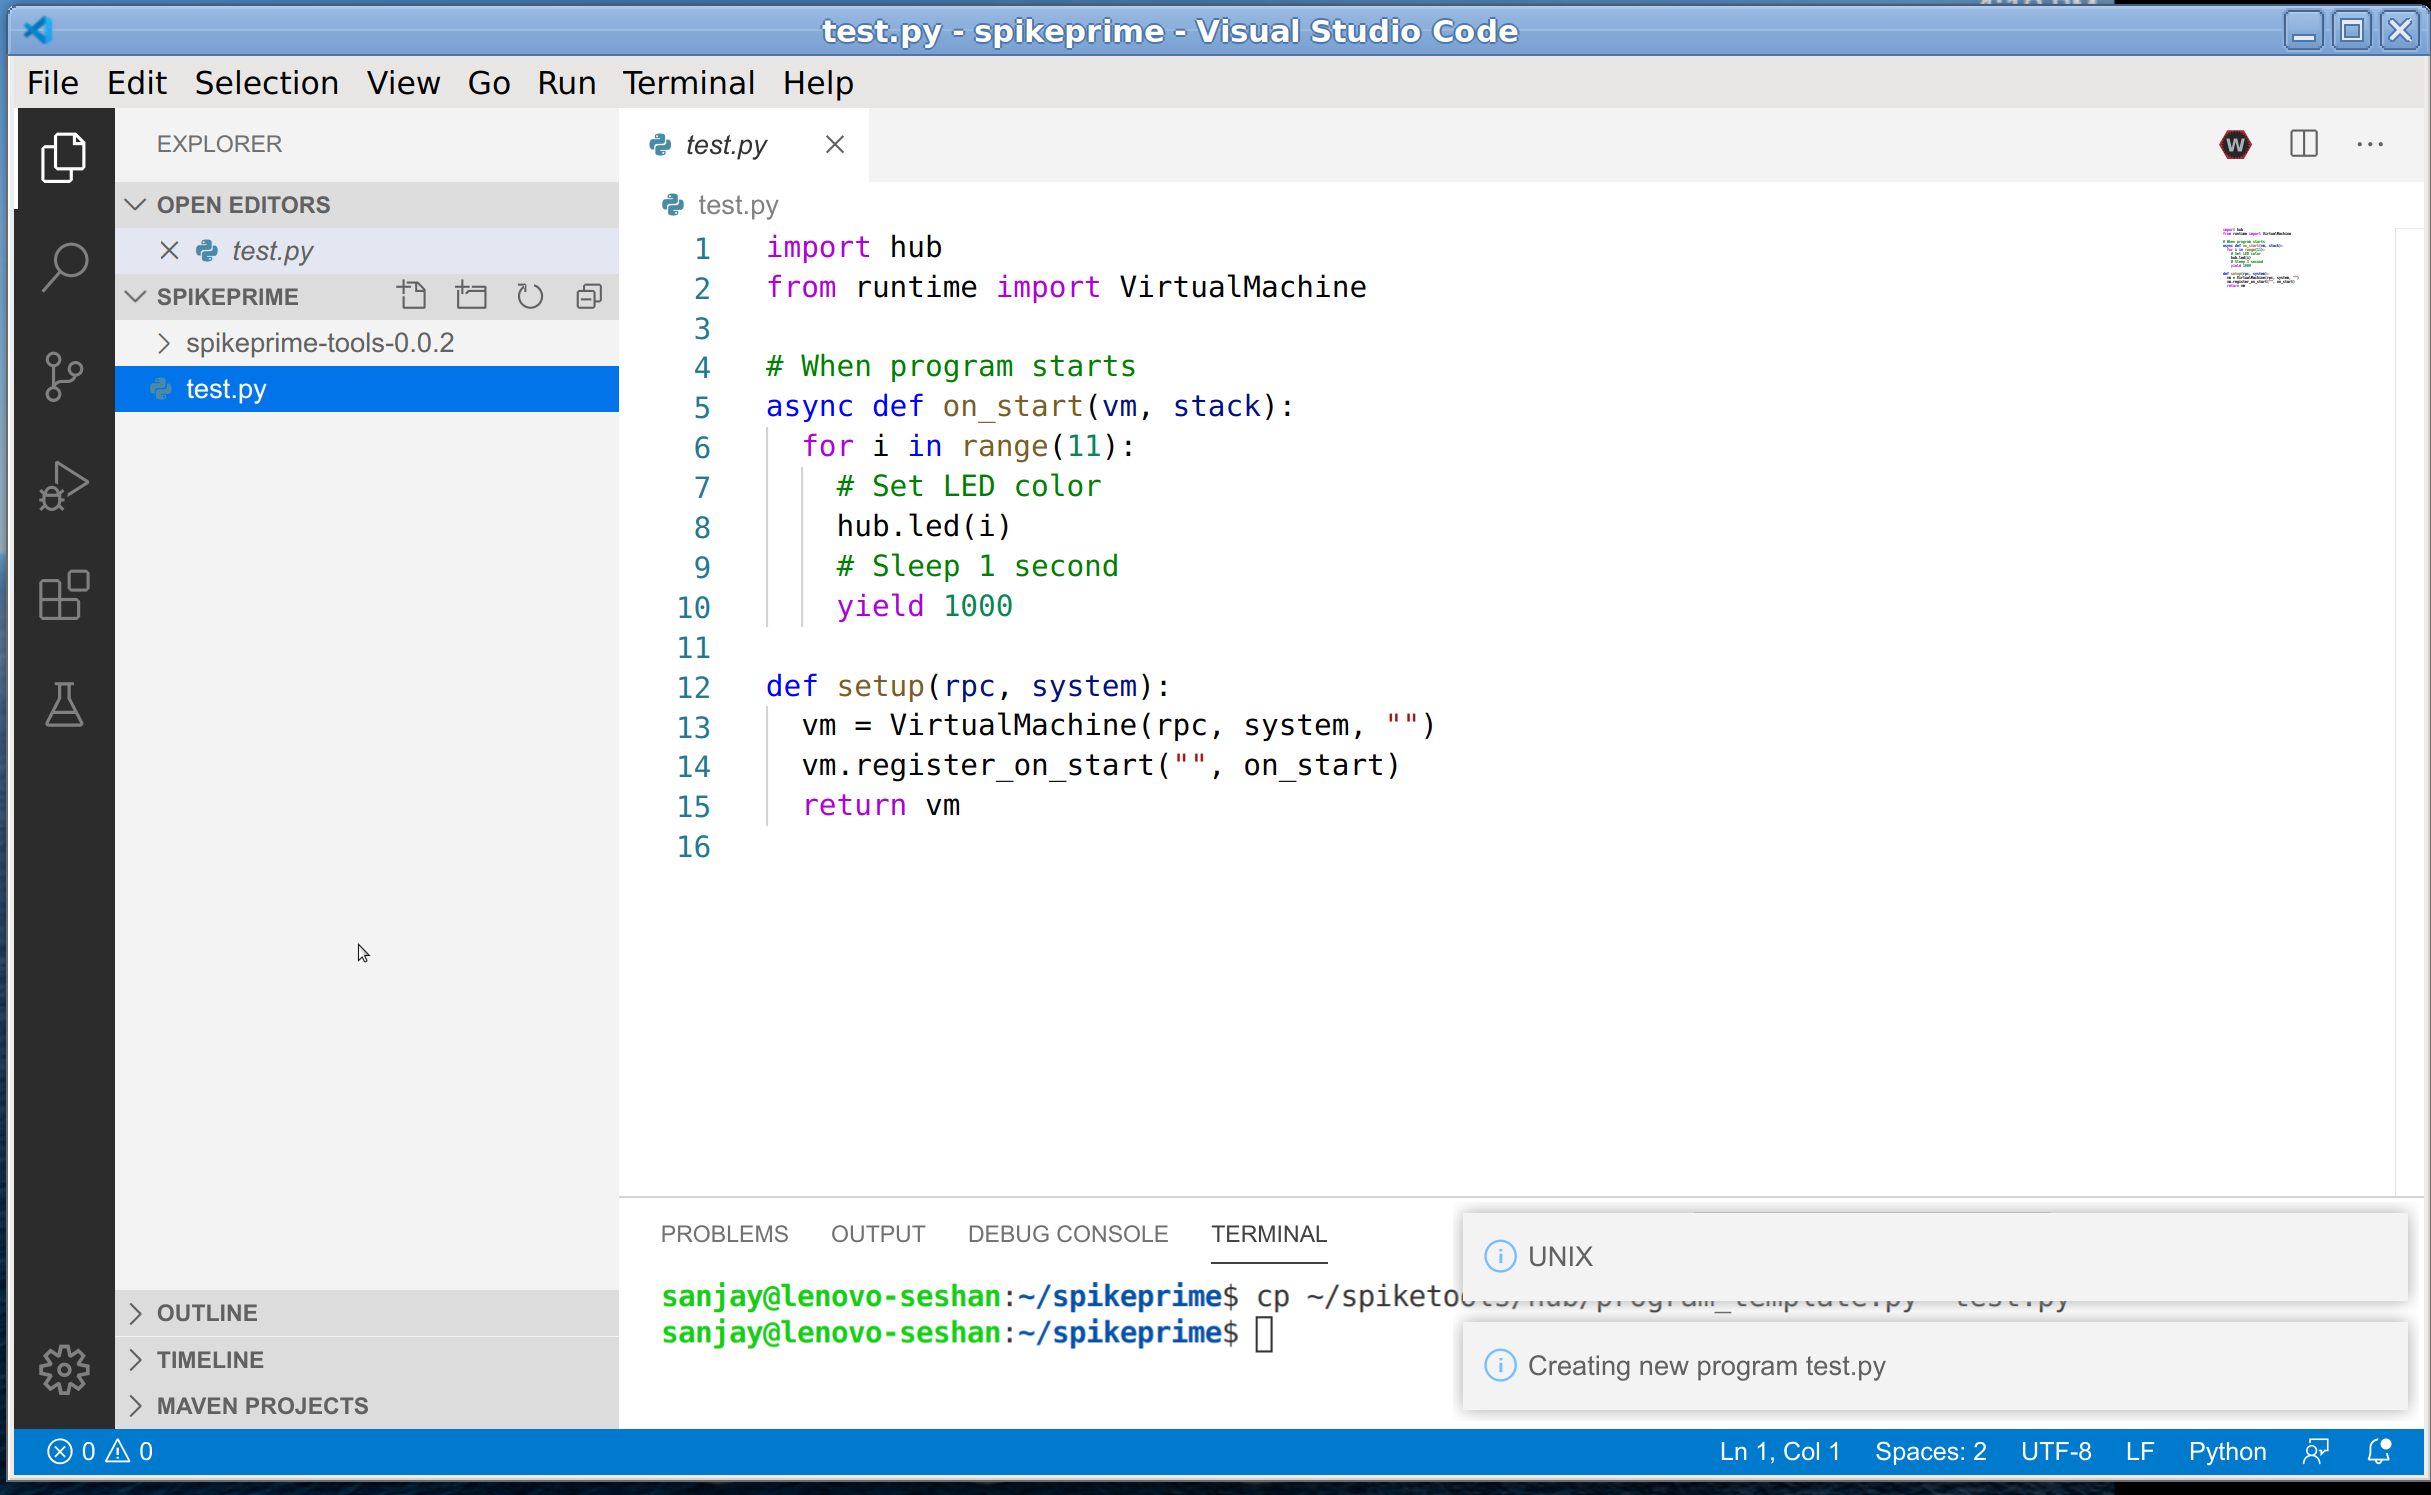 test.py - spikeprime - Visual Studio Code
File Edit Selection View Go Run Terminal Help
EXPLORER
OPEN EDITORS
test.py
SPIKEPRIME
spikeprime-tools-0.0.2
test.py
test.py
W
test.py
1 import hub
2 from runtime import VirtualMachine
3
4 # When program starts
5 async def on_start(vm, stack):
6 for i in range(11):
7 # Set LED color
8 hub.led(i)
9 # Sleep 1 second
10 yield 1000
11
12 def setup(rpc, system):
13 vm = VirtualMachine(rpc, system, "")
14 vm.register_on_start("", on_start)
15 return vm
16
PROBLEMS OUTPUT DEBUG CONSOLE TERMINAL
sanjay@lenovo-seshan:~/spikeprime$ cp ~/spiketools/hub/program_template.py test.py
sanjay@lenovo-seshan:~/spikeprime$
UNIX
Creating new program test.py
OUTLINE
TIMELINE
MAVEN PROJECTS
0 0
Ln 1, Col 1 Spaces: 2 UTF-8 LF Python